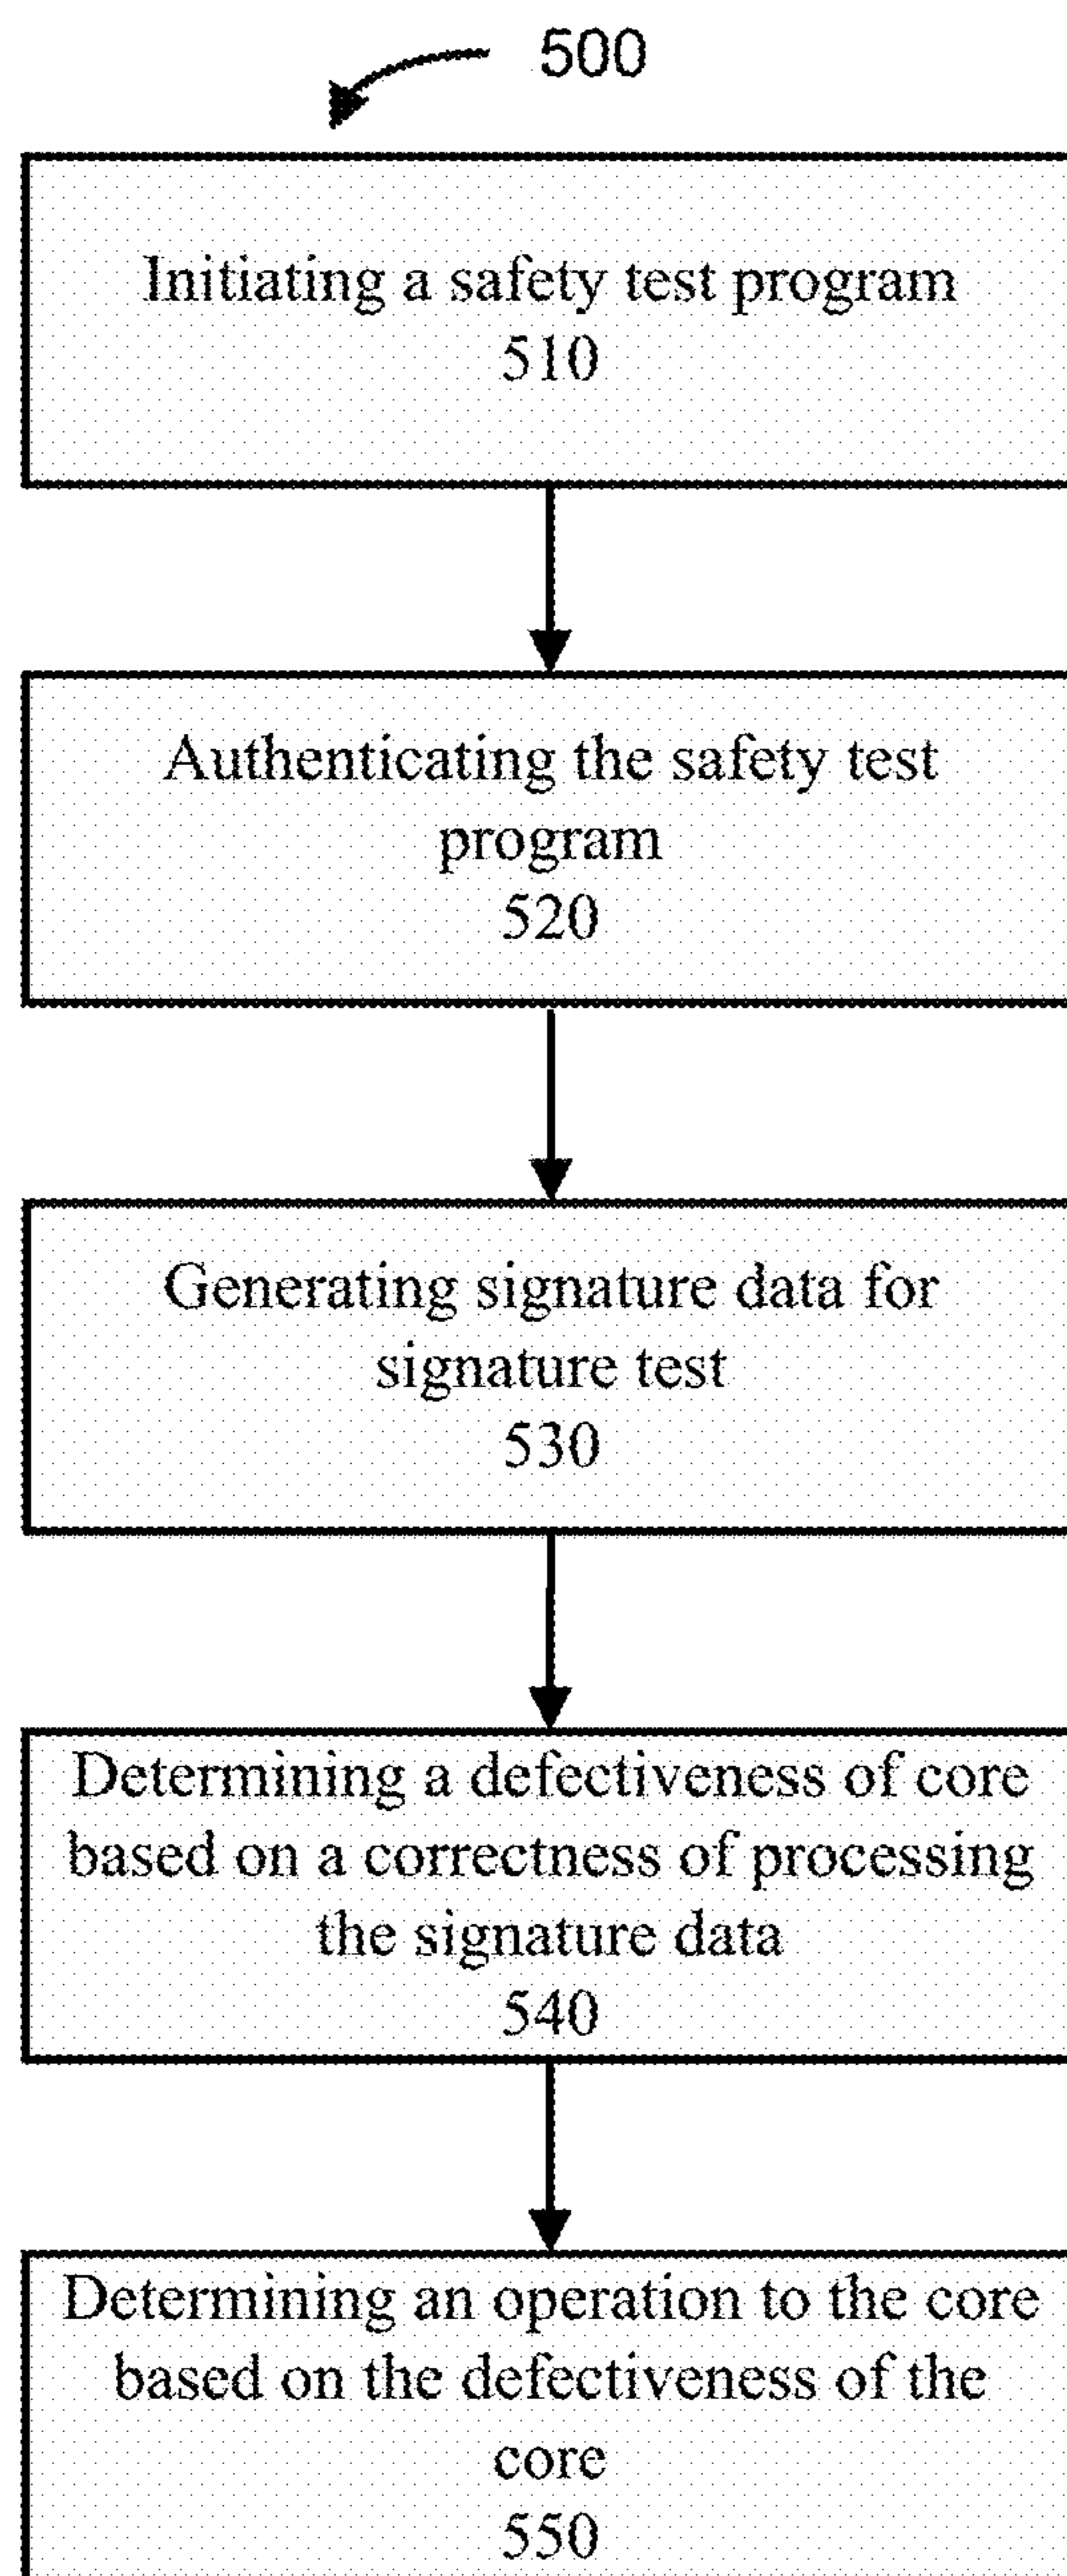 500
Initiating a safety test program
510
Authenticating the safety test
program
520
Generating signature data for
signature test
530
Determining a defectiveness of core
based on a correctness of processing
the signature data
540
Determining an operation to the core
based on the defectiveness of the
core
550